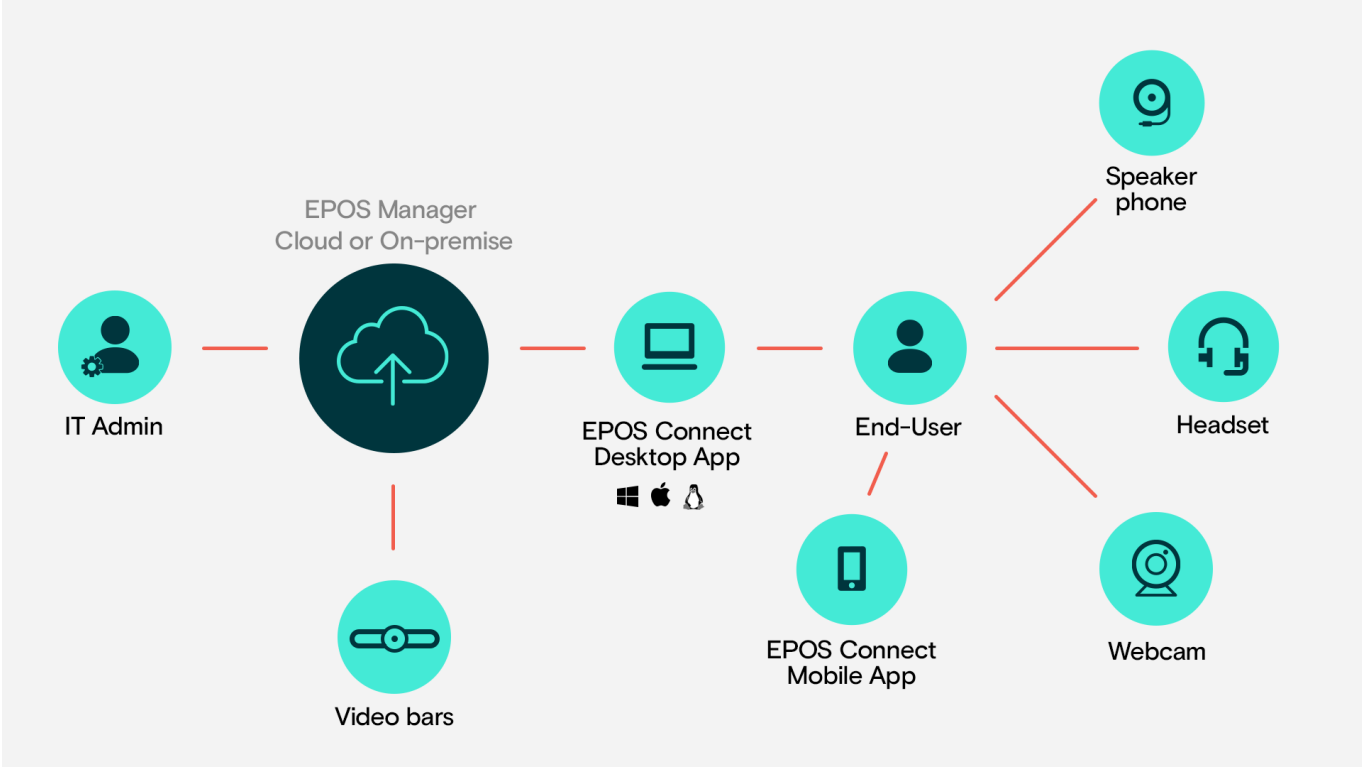 EPOS Manager
Cloud or On-premise
IT Admin
Video bars
EPOS Connect
Desktop App
End-User
EPOS Connect
Mobile App
Speaker
phone
Headset
Webcam